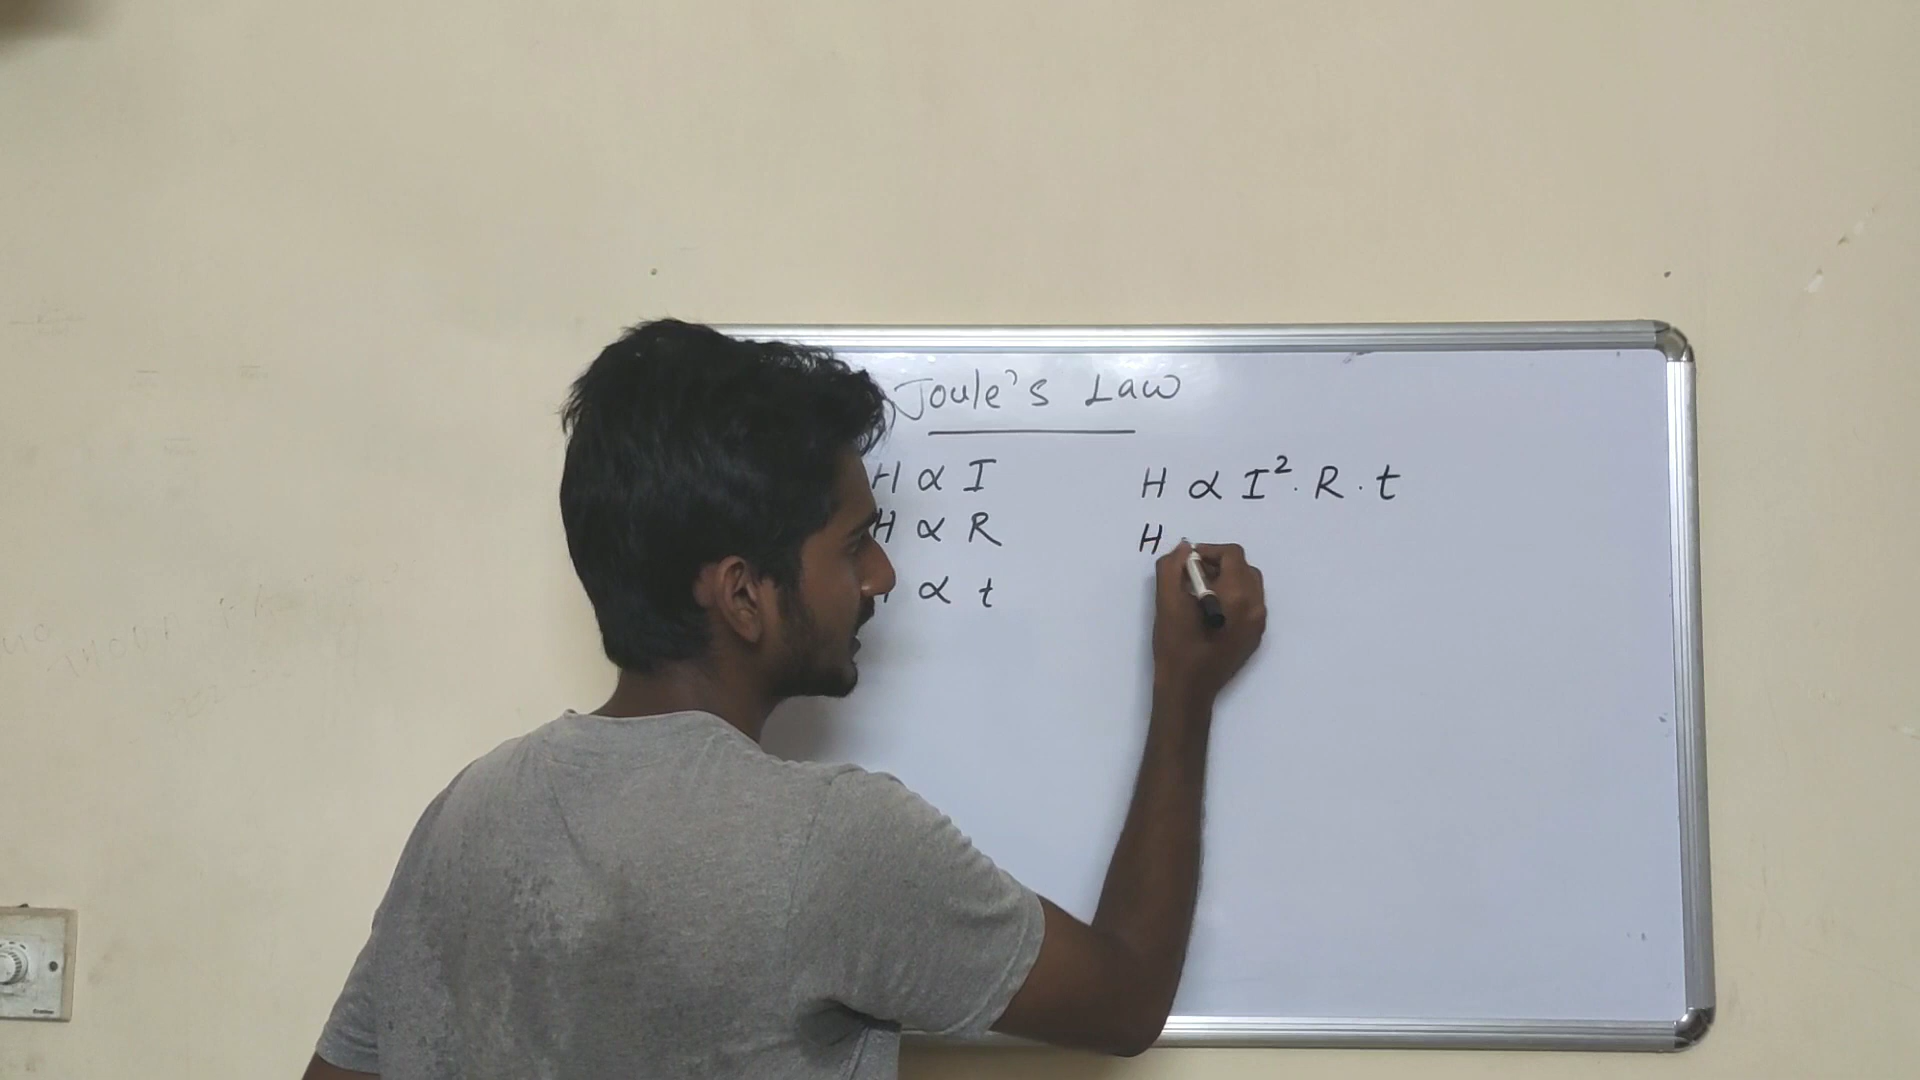 Joule's Law
H α I
H α R
α t
H α I². R . t
H